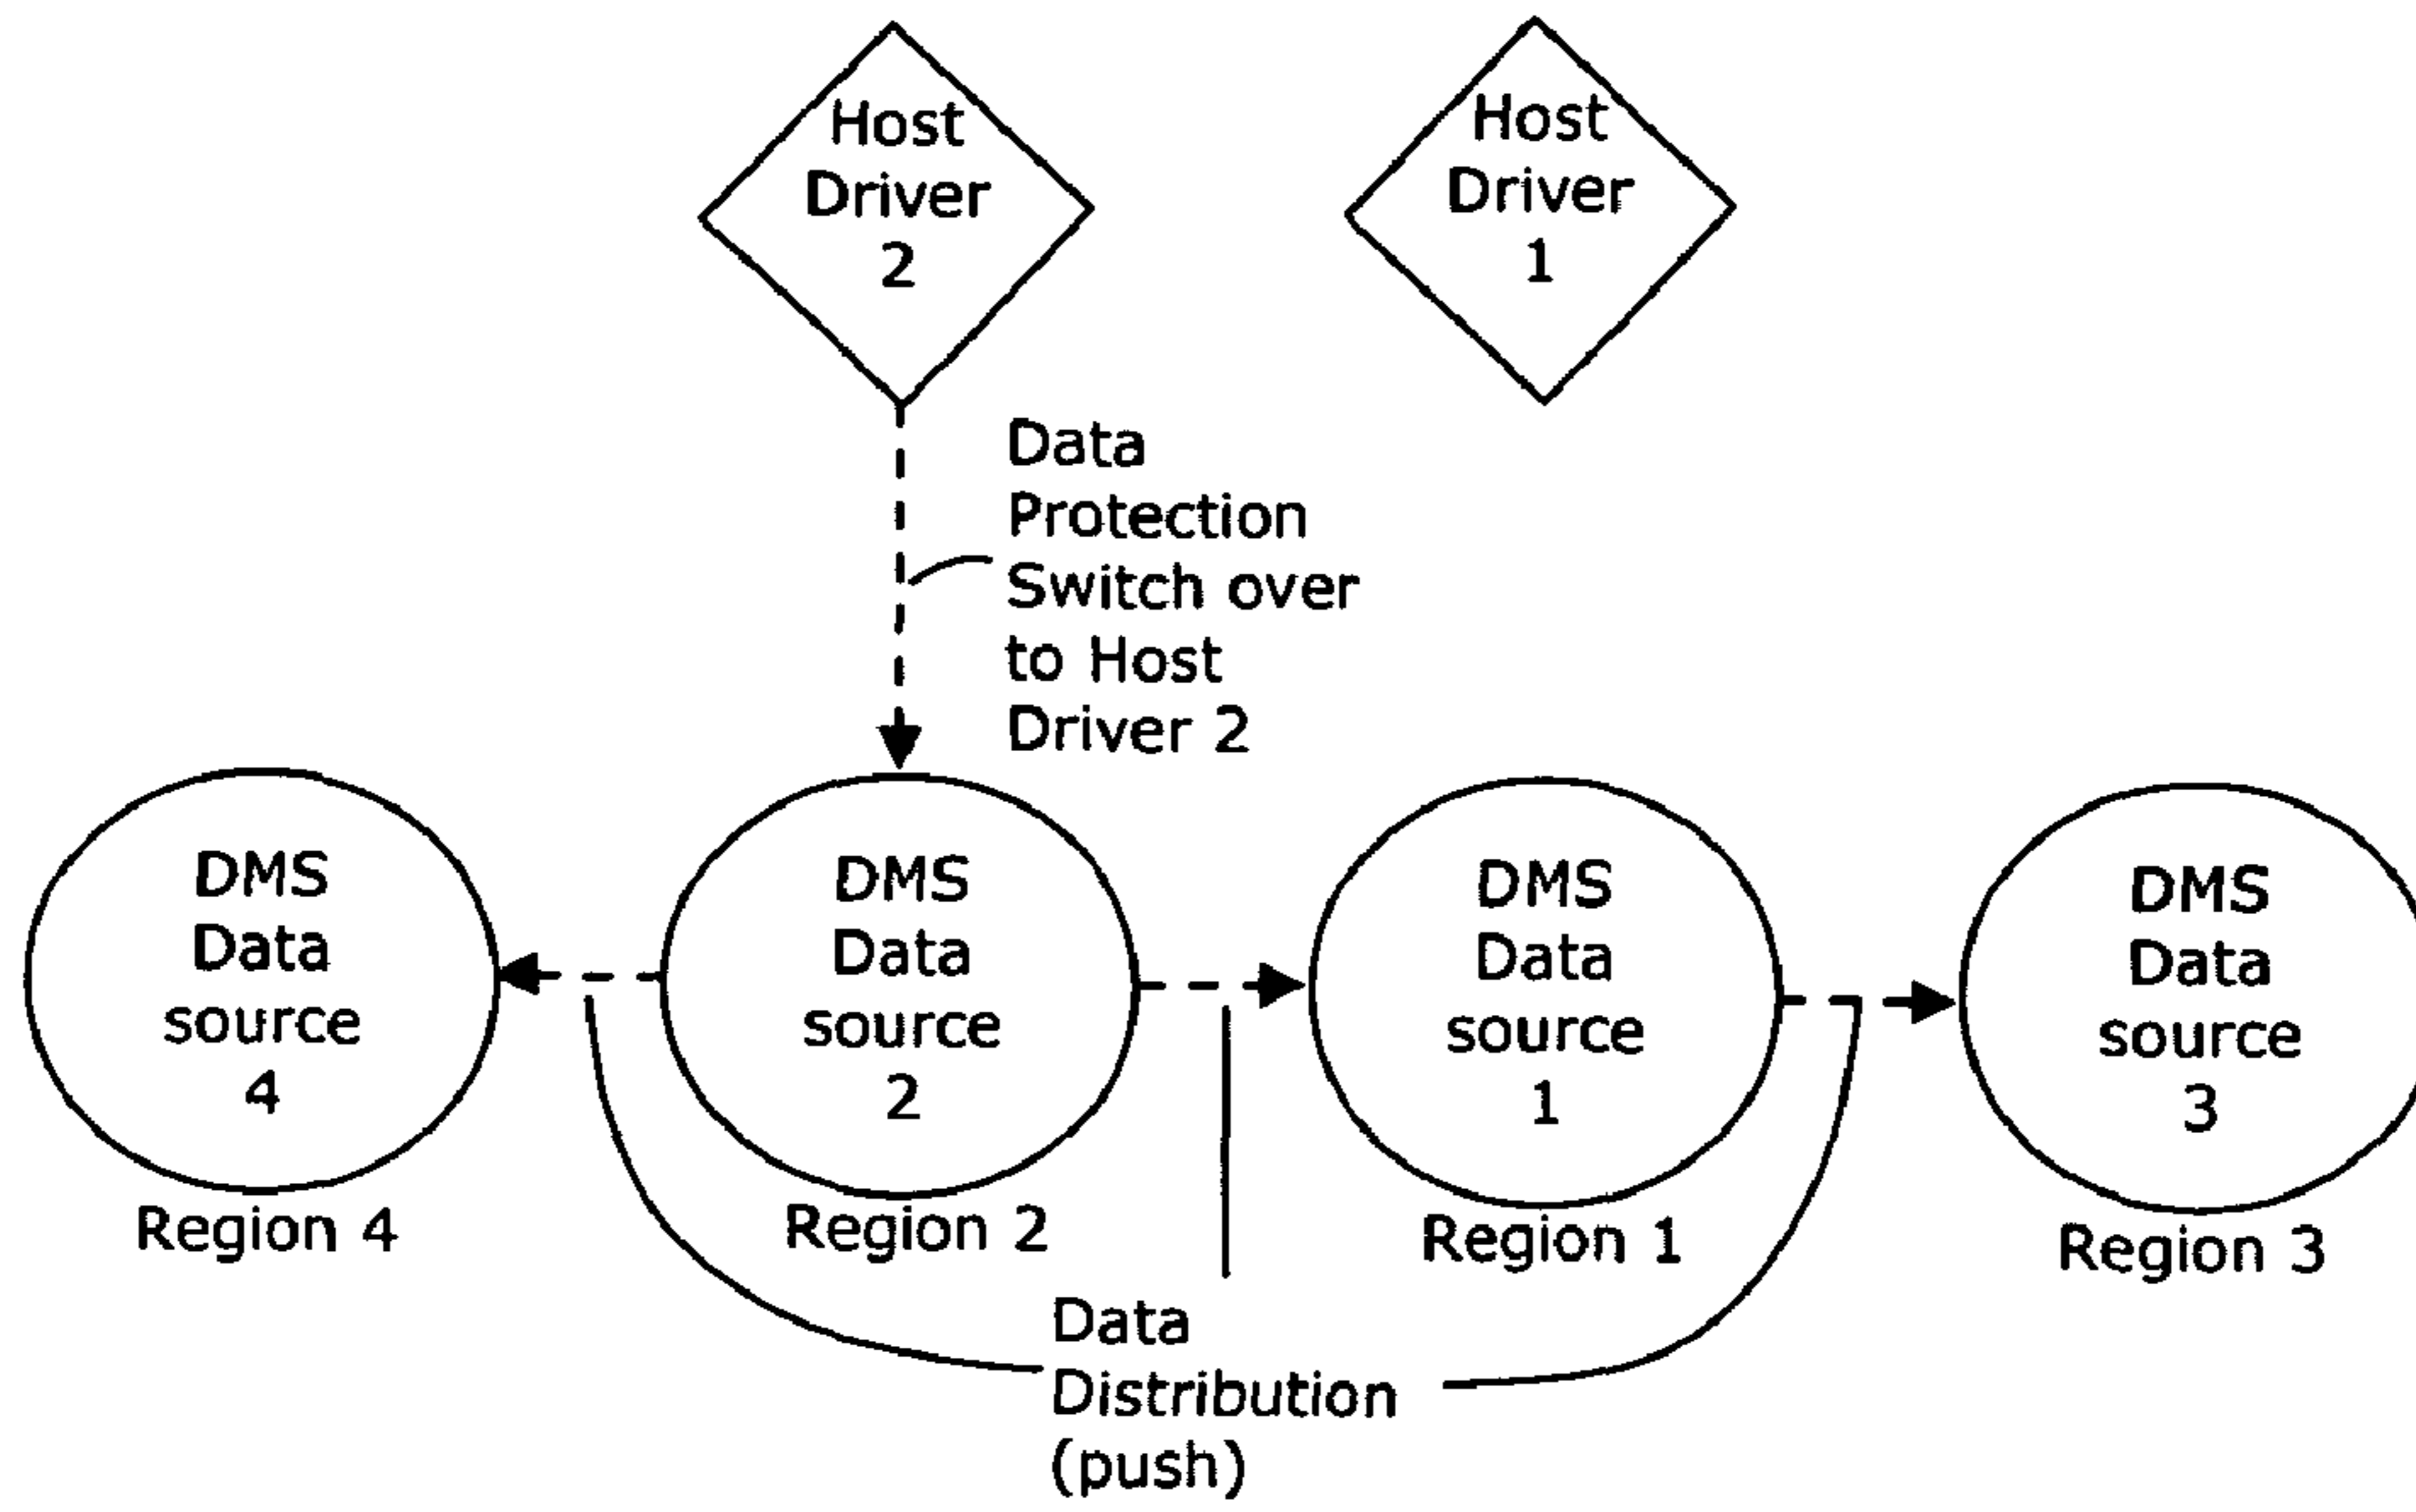 Host
Driver
2
Host
Driver
1
Data
Protection
Switch over
to Host
Driver 2
DMS
Data
source
4
DMS
Data
source
2
DMS
Data
source
1
DMS
Data
source
3
Region 4
Region 2
Region 1
Region 3
Data
Distribution
(push)